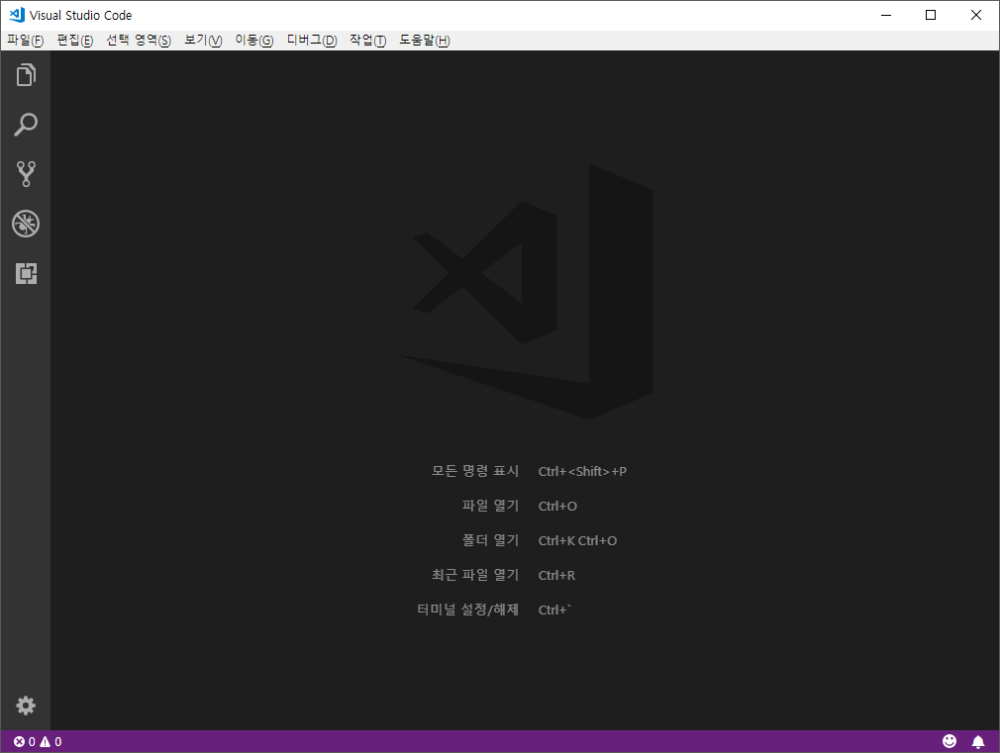 Visual Studio Code
파일(F) 편집(E) 선택 영역(S) 보기(V) 이동(G) 디버그(D) 작업(T) 도움말(H)
모든 명령 표시 Ctrl+<Shift>+P
파일 열기 Ctrl+O
폴더 열기 Ctrl+K Ctrl+O
최근 파일 열기 Ctrl+R
터미널 설정/해제 Ctrl+`
0 0